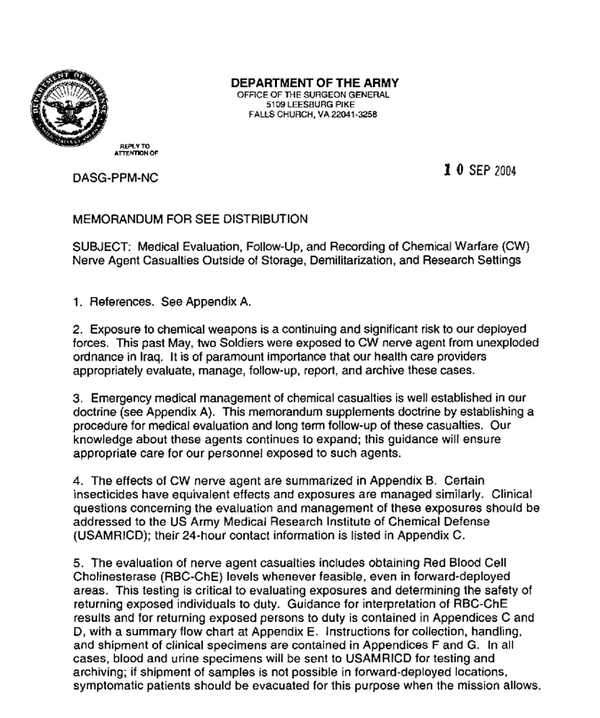 DEPARTMENT OF THE ARMY
OFFICE OF THE SURGEON GENERAL
5109 LEESBURG PIKE
FALLS CHURCH, VA 22041-3258
REPLY TO
ATTENTION OF
DASG-PPM-NC
1 0 SEP 2004
MEMORANDUM FOR SEE DISTRIBUTION
SUBJECT: Medical Evaluation, Follow-Up, and Recording of Chemical Warfare (CW)
Nerve Agent Casualties Outside of Storage, Demilitarization, and Research Settings
1. References. See Appendix A.
2. Exposure to chemical weapons is a continuing and significant risk to our deployed
forces. This past May, two Soldiers were exposed to CW nerve agent from unexploded
ordnance in Iraq. It is of paramount importance that our health care providers
appropriately evaluate, manage, follow-up, report, and archive these cases.
3. Emergency medical management of chemical casualties is well established in our
doctrine (see Appendix A). This memorandum supplements doctrine by establishing a
procedure for medical evaluation and long term follow-up of these casualties. Our
knowledge about these agents continues to expand; this guidance will ensure
appropriate care for our personnel exposed to such agents.
4. The effects of CW nerve agent are summarized in Appendix B. Certain
insecticides have equivalent effects and exposures are managed similarly. Clinical
questions concerning the evaluation and management of these exposures should be
addressed to the US Army Medical Research Institute of Chemical Defense
(USAMRICD); their 24-hour contact information is listed in Appendix C.
5. The evaluation of nerve agent casualties includes obtaining Red Blood Cell
Cholinesterase (RBC-ChE) levels whenever feasible, even in forward-deployed
areas. This testing is critical to evaluating exposures and determining the safety of
returning exposed individuals to duty. Guidance for interpretation of RBC-ChE
results and for returning exposed persons to duty is contained in Appendices C and
D, with a summary flow chart at Appendix E. Instructions for collection, handling,
and shipment of clinical specimens are contained in Appendices F and G. In all
cases, blood and urine specimens will be sent to USAMRICD for testing and
archiving; if shipment of samples is not possible in forward-deployed locations,
symptomatic patients should be evacuated for this purpose when the mission allows.